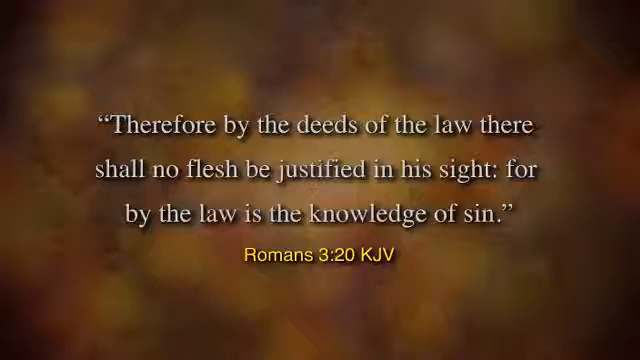 “Therefore by the deeds of the law there
shall no flesh be justified in his sight: for
by the law is the knowledge of sin.”
Romans 3:20 KJV